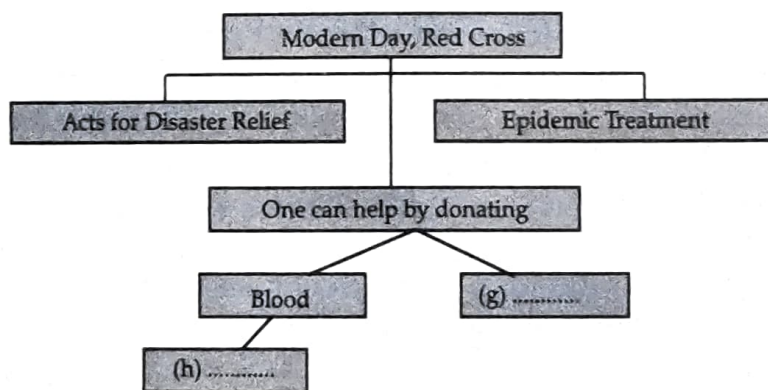 Modern Day, Red Cross
Acts for Disaster Relief
Epidemic Treatment
One can help by donating
Blood
(g) ............
(h) ............